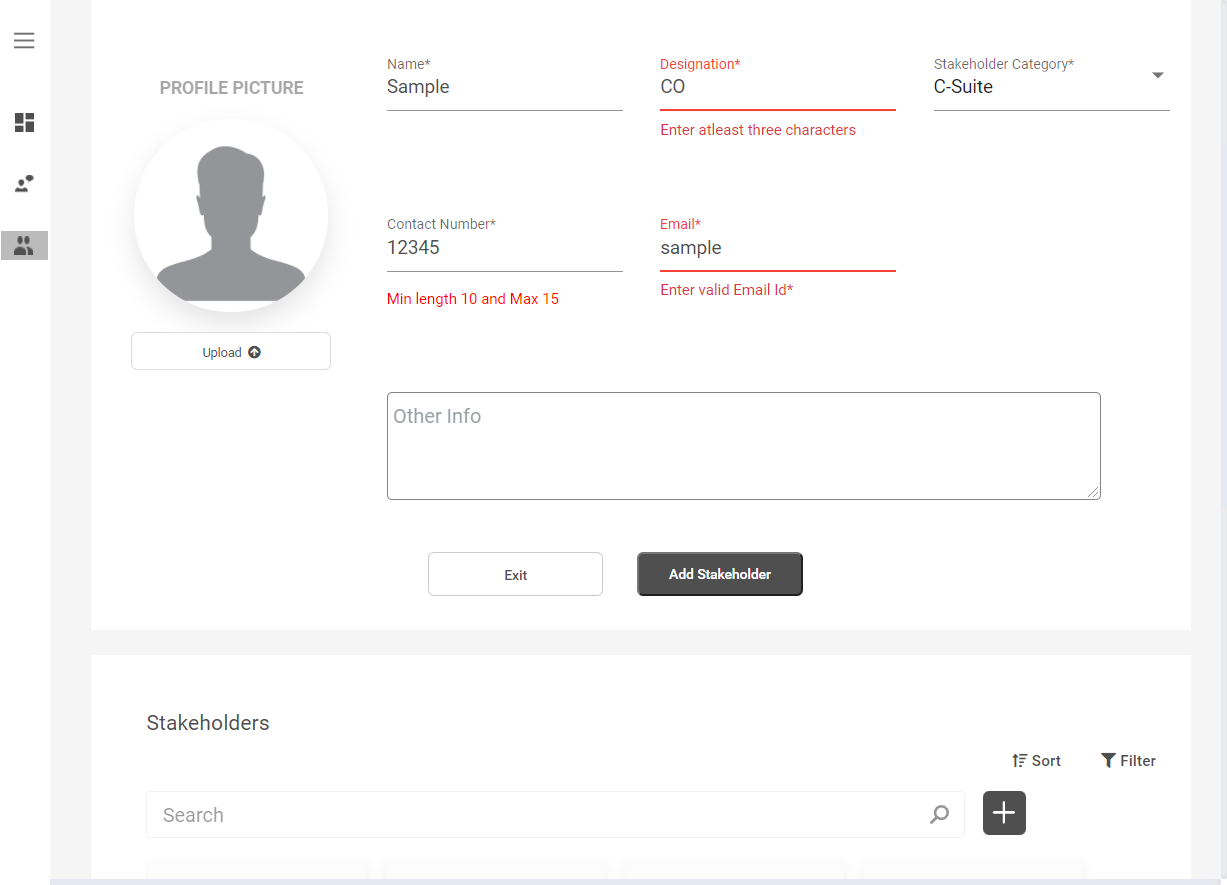 PROFILE PICTURE
Upload
Name*
Sample
Designation*
CO
Enter atleast three characters
Stakeholder Category*
C-Suite
Contact Number*
12345
Min length 10 and Max 15
Email*
sample
Enter valid Email Id*
Other Info
Exit
Add Stakeholder
Stakeholders
Sort
Filter
Search